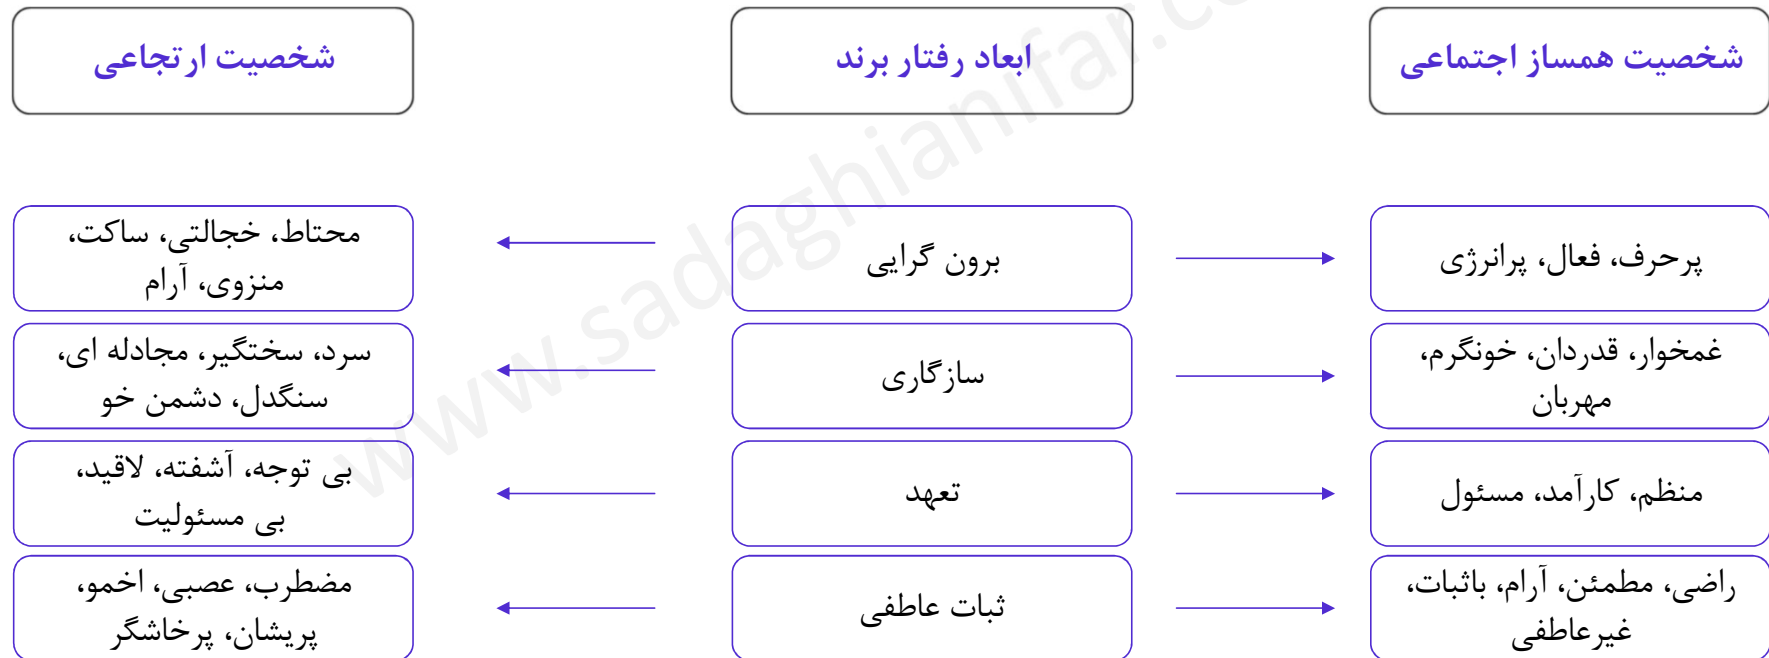 شخصیت همساز اجتماعی
ابعاد رفتار برند
شخصیت ارتجاعی
پرحرف، فعال، پرانرژی
برون گرایی
محتاط، خجالتی، ساکت،
منزوی، آرام
غمخوار، قدردان، خونگرم،
مهربان
سازگاری
سرد، سختگیر، مجادله ای،
سنگدل، دشمن خو
منظم، کارآمد، مسئول
تعهد
بی توجه، آشفته، لاقید،
بی مسئولیت
راضی، مطمئن، آرام، باثبات،
غیرعاطفی
ثبات عاطفی
مضطرب، عصبی، اخمو،
پریشان، پرخاشگر
www.sadaghianifar.co